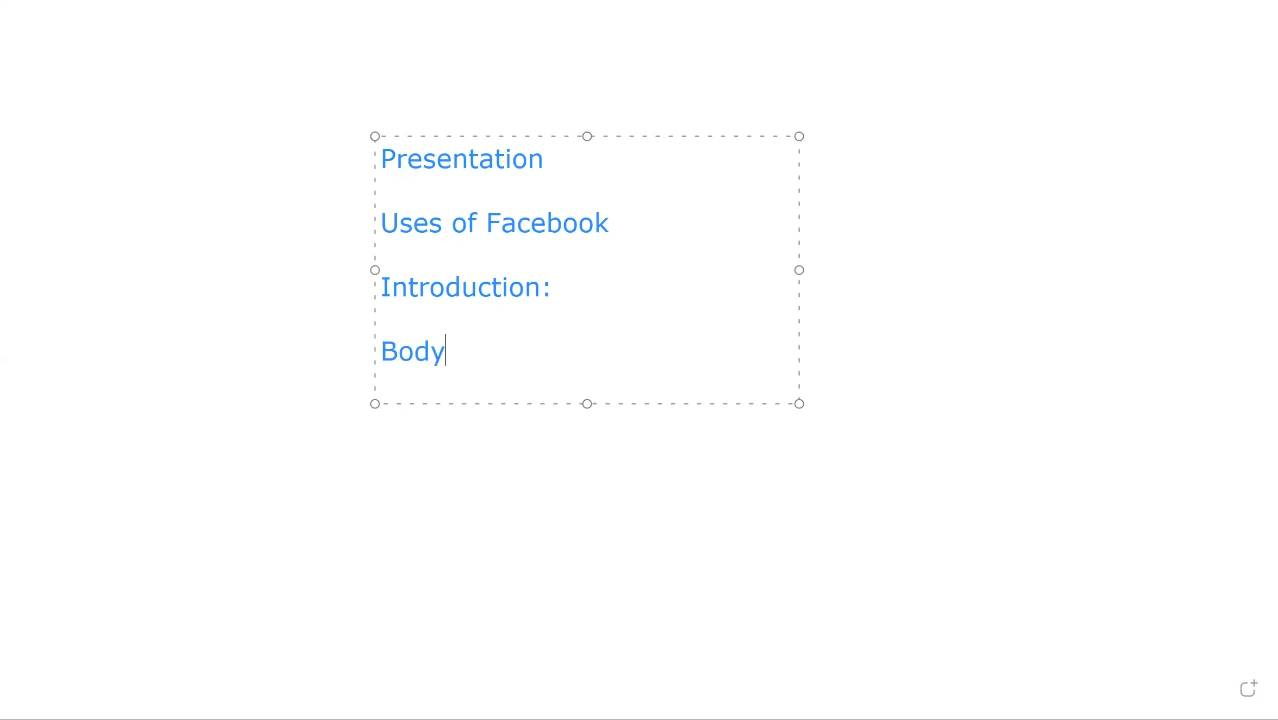 Presentation
Uses of Facebook
Introduction:
Body